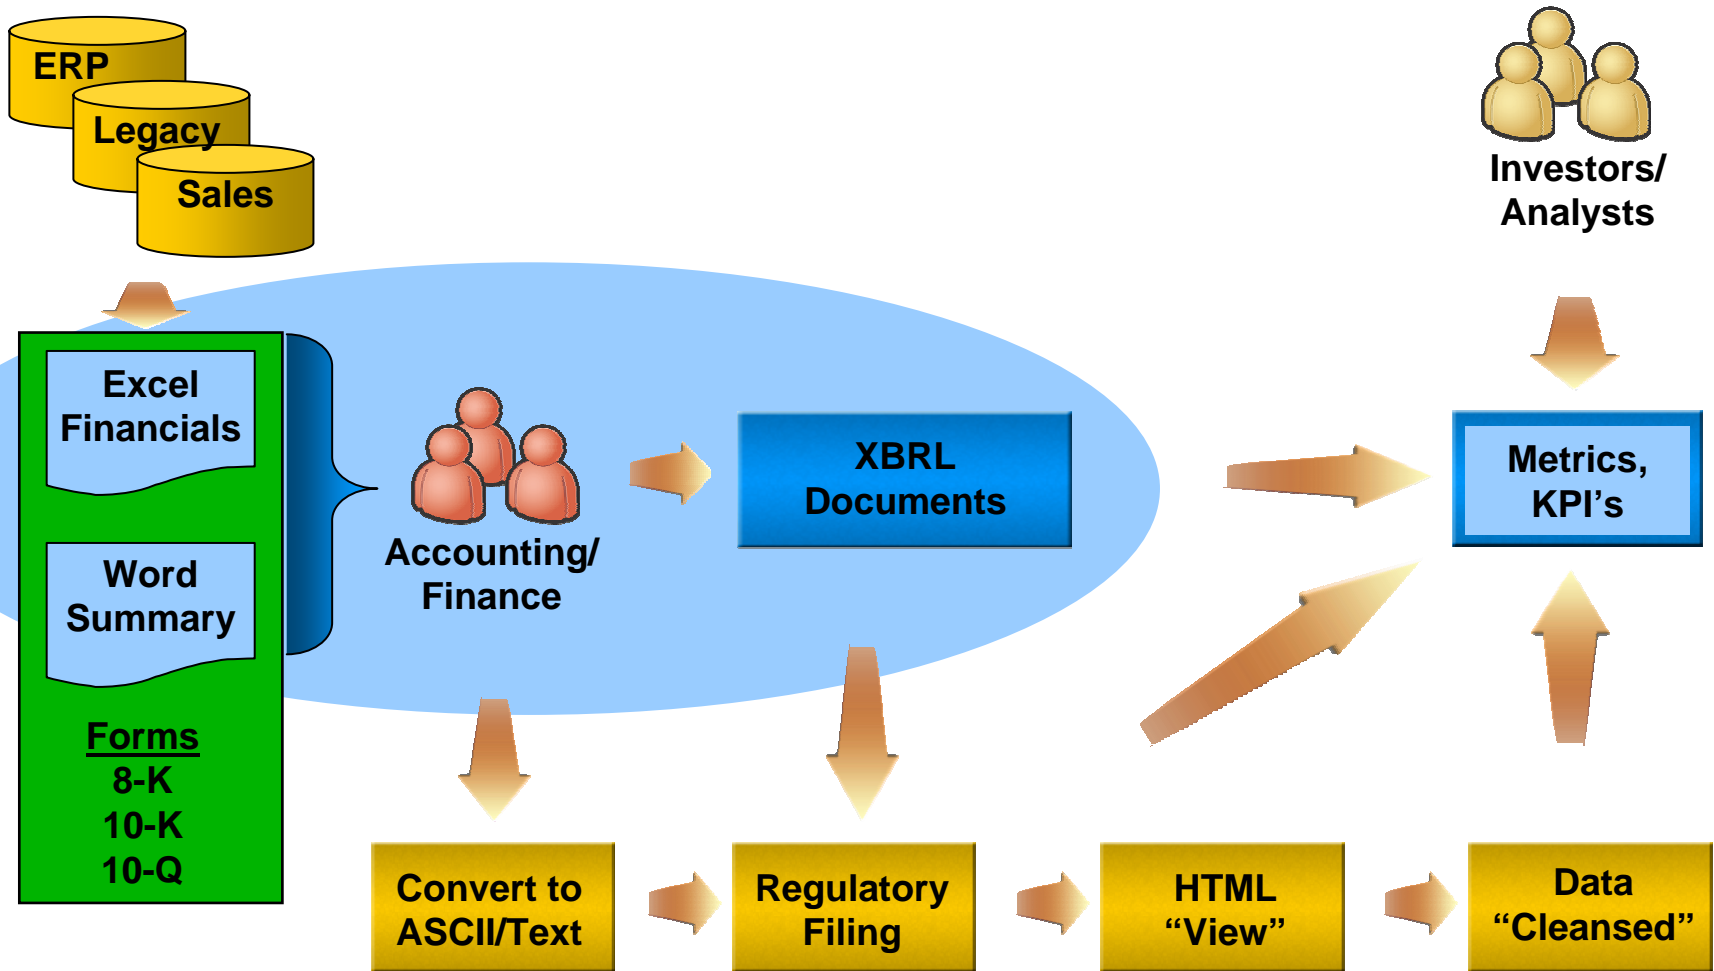 ERP
Legacy
Sales
Investors/
Analysts
Excel
Financials
Word
Summary
Forms
8-K
10-K
10-Q
Accounting/
Finance
XBRL
Documents
Metrics,
KPI’s
Convert to
ASCII/Text
Regulatory
Filing
HTML
“View”
Data
“Cleansed”